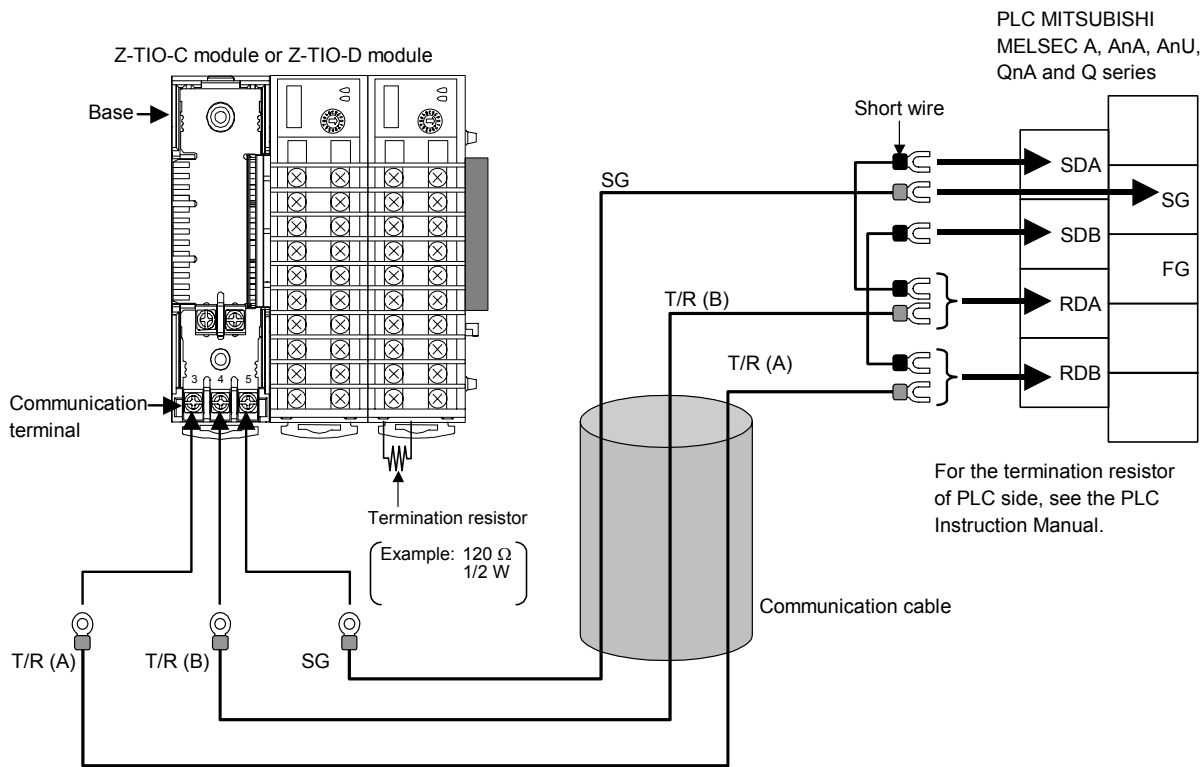 PLC MITSUBISHI
MELSEC A, AnA, AnU,
QnA and Q series
Z-TIO-C module or Z-TIO-D module
Base
Short wire
SDA
SG
SG
SDB
FG
T/R (B)
RDA
T/R (A)
RDB
3 4 5
Communication
terminal
For the termination resistor
of PLC side, see the PLC
Instruction Manual.
Termination resistor
Example: 120 Ω
1/2 W
Communication cable
T/R (A)
T/R (B)
SG